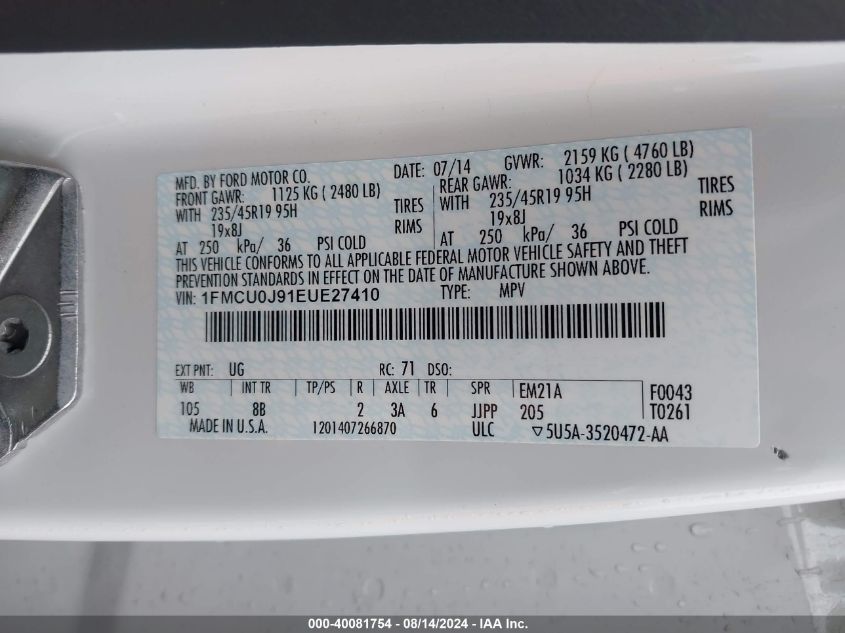 MFD. BY FORD MOTOR CO. DATE: 07/14 GVWR: 2159 KG ( 4760 LB)
FRONT GAWR: 1125 KG ( 2480 LB) REAR GAWR: 1034 KG ( 2280 LB)
WITH 235/45R19 95H TIRES WITH 235/45R19 95H TIRES
19x8J RIMS 19x8J RIMS
AT 250 kPa/ 36 PSI COLD AT 250 kPa/ 36 PSI COLD
THIS VEHICLE CONFORMS TO ALL APPLICABLE FEDERAL MOTOR VEHICLE SAFETY AND THEFT
PREVENTION STANDARDS IN EFFECT ON THE DATE OF MANUFACTURE SHOWN ABOVE.
VIN: 1FMCU0J91EUE27410 TYPE: MPV
EXT PNT: UG RC: 71 DSO:
WB INT TR TP/PS R AXLE TR SPR EM21A F0043
105 8B 2 3A 6 JJPP 205 T0261
MADE IN U.S.A. 1201407266870 ULC ▽5U5A-3520472-AA
000-40081754 - 08/14/2024 - IAA Inc.